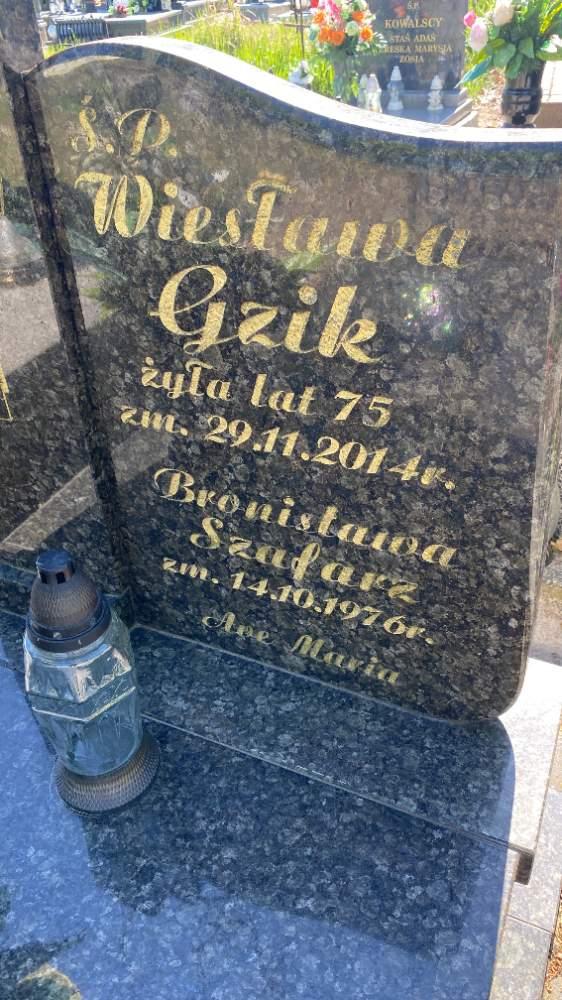 Ś.P.
KOWALSCY
STAŚ ADAŚ
TERESKA MARYSIA
ZOSIA
Ś.P.
Wiesława
Gzik
żyła lat 75
zm. 29.11.2014r.
Bronisława
Szafarz
zm. 14.10.1976r.
Ave Maria